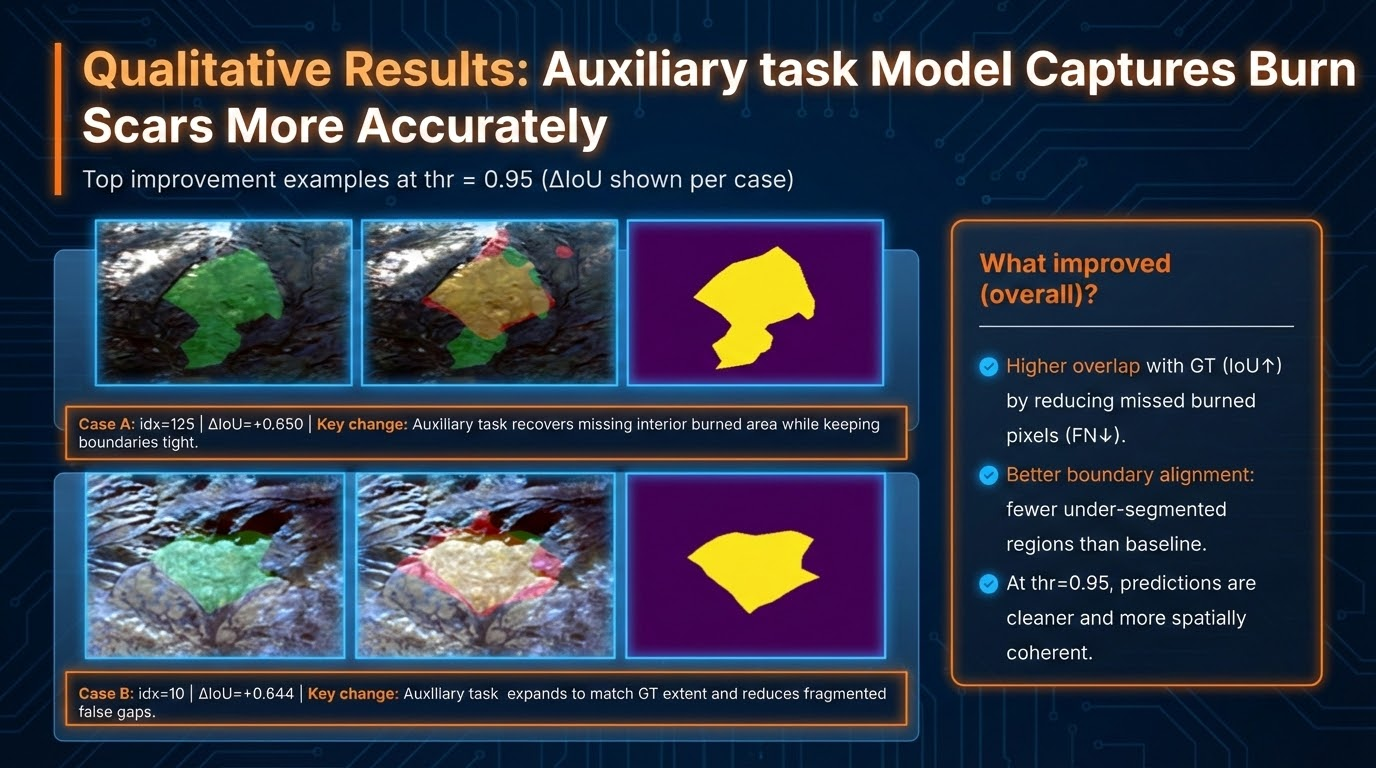 Qualitative Results: Auxiliary task Model Captures Burn
Scars More Accurately
Top improvement examples at thr = 0.95 (ΔIoU shown per case)
Case A: idx=125 | ΔIoU=+0.650 | Key change: Auxiliary task recovers missing interior burned area while keeping
boundaries tight.
Case B: idx=10 | ΔIoU=+0.644 | Key change: Auxiliary task expands to match GT extent and reduces fragmented
false gaps.
What improved
(overall)?
Higher overlap with GT (IoU↑)
by reducing missed burned
pixels (FN↓).
Better boundary alignment:
fewer under-segmented
regions than baseline.
At thr=0.95, predictions are
cleaner and more spatially
coherent.